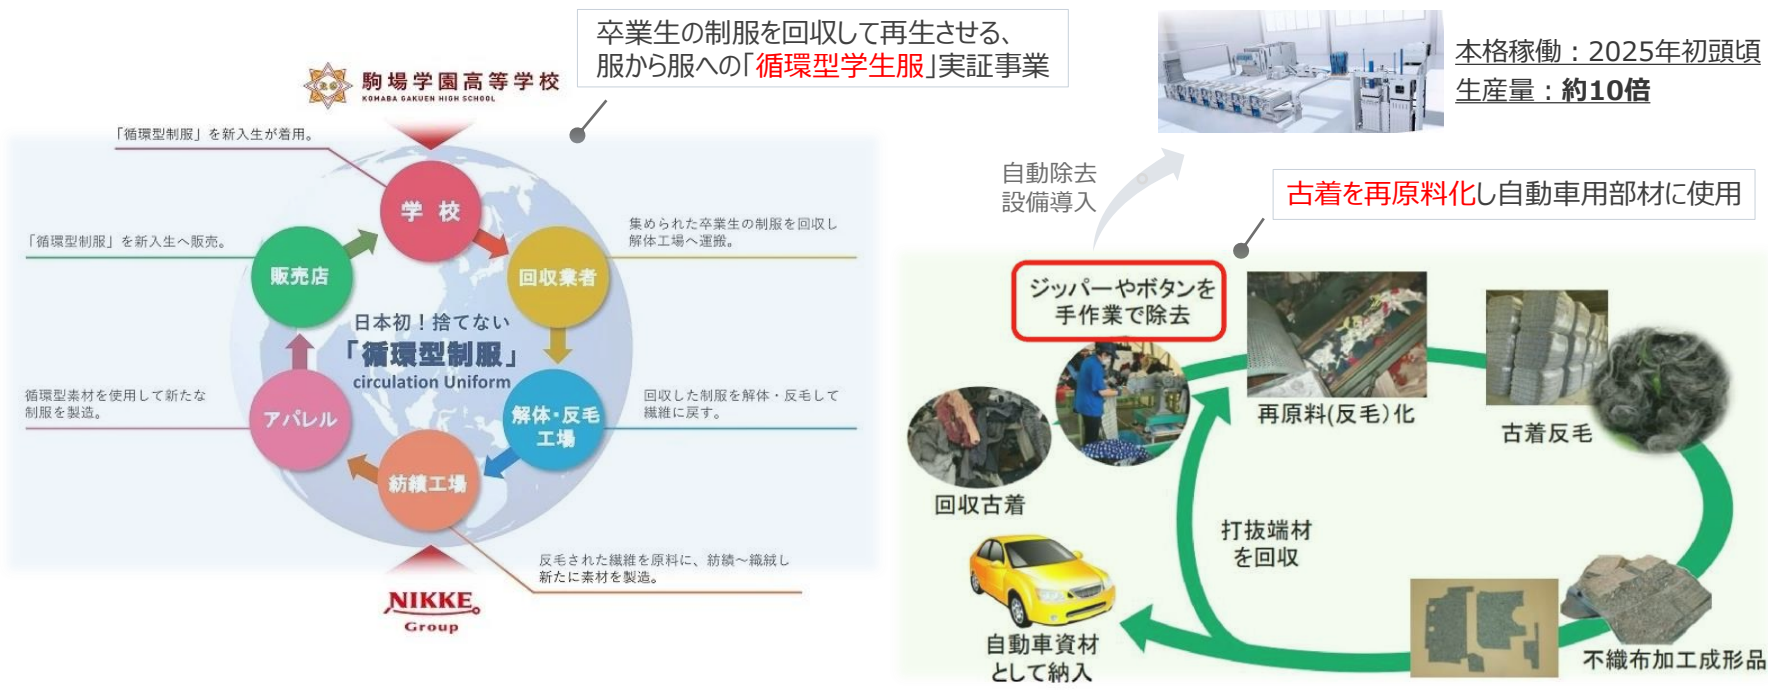 卒業生の制服を回収して再生させる、
服から服への「循環型学生服」実証事業
駒場学園高等学校
KOMABA GAKUEN HIGH SCHOOL
「循環型制服」を新入生が着用。
学校
「循環型制服」を新入生へ販売。
販売店
集められた卒業生の制服を回収し
解体工場へ運搬。
回収業者
日本初！捨てない
「循環型制服」
circulation Uniform
循環型素材を使用して新たな
制服を製造。
アパレル
回収した制服を解体・反毛して
繊維に戻す。
解体・反毛
工場
紡績工場
反毛された繊維を原料に、紡績～織絨し
新たに素材を製造。
NIKKE
Group
本格稼働：2025年初頭頃
生産量：約10倍
自動除去
設備導入
古着を再原料化し自動車用部材に使用
ジッパーやボタンを
手作業で除去
再原料(反毛)化
古着反毛
回収古着
打抜端材
を回収
自動車資材
として納入
不織布加工成形品